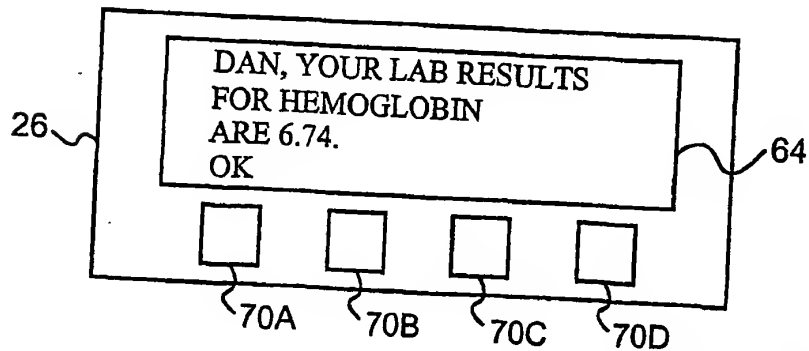 DAN, YOUR LAB RESULTS
FOR HEMOGLOBIN
ARE 6.74.
OK
26
64
70A
70B
70C
70D